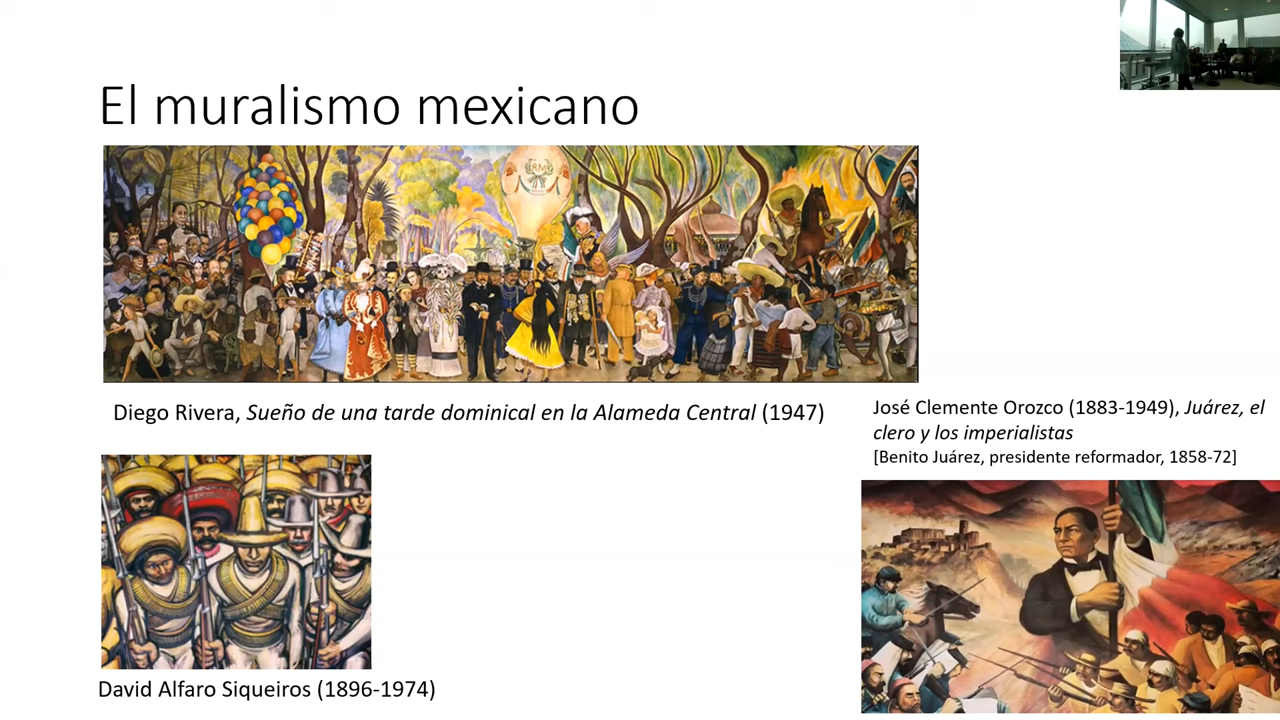 El muralismo mexicano
Diego Rivera, Sueño de una tarde dominical en la Alameda Central (1947)
José Clemente Orozco (1883-1949), Juárez, el
clero y los imperialistas
[Benito Juárez, presidente reformador, 1858-72]
David Alfaro Siqueiros (1896-1974)